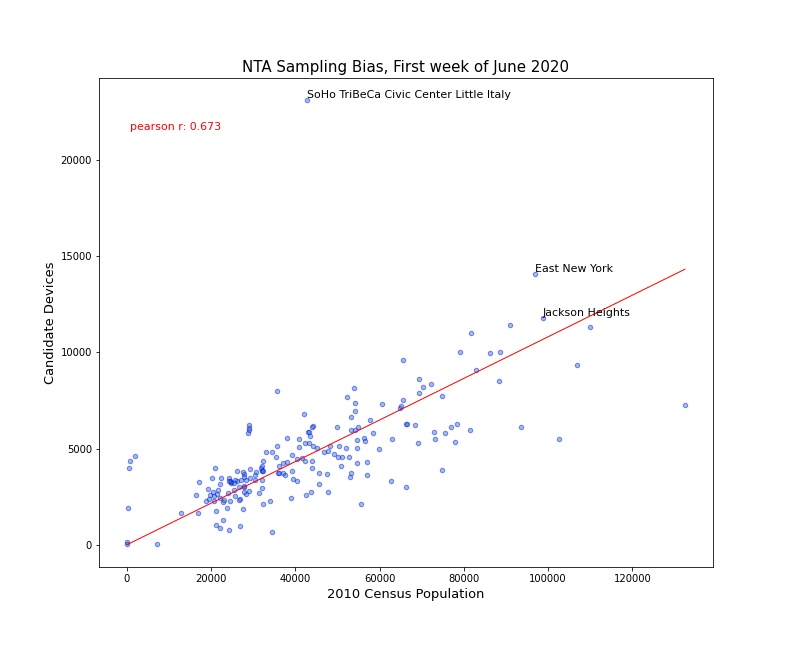 NTA Sampling Bias, First week of June 2020
SoHo TriBeCa Civic Center Little Italy
pearson r: 0.673
20000
15000
10000
5000
0
East New York
Jackson Heights
Candidate Devices
0 20000 40000 60000 80000 100000 120000
2010 Census Population